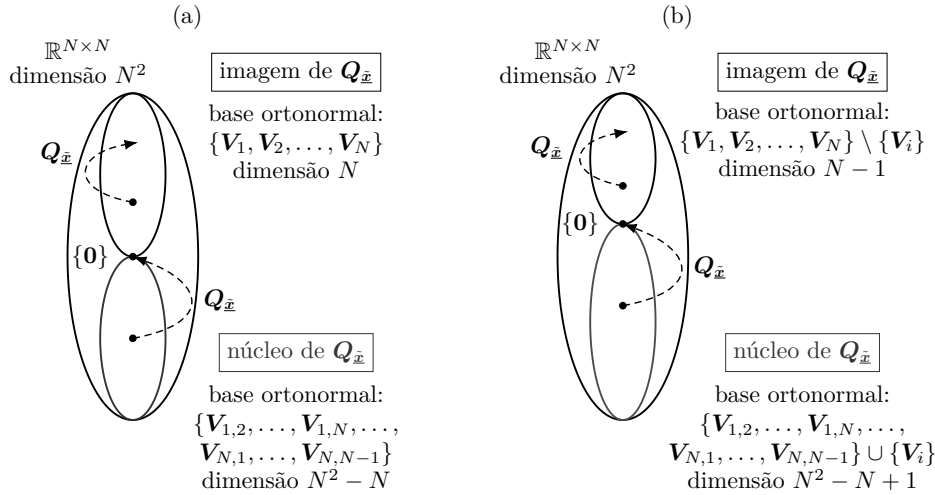 (a)
ℝ^{N×N}
dimensão N²
imagem de Q_x̃
base ortonormal:
{V₁, V₂, . . . , V_N}
dimensão N
Q_x̃
{0}
Q_x̃
núcleo de Q_x̃
base ortonormal:
{V_{1,2}, . . . , V_{1,N}, . . . ,
V_{N,1}, . . . , V_{N,N−1}}
dimensão N² − N
(b)
ℝ^{N×N}
dimensão N²
imagem de Q_x̃
base ortonormal:
{V₁, V₂, . . . , V_N} \ {V_i}
dimensão N − 1
Q_x̃
{0}
Q_x̃
núcleo de Q_x̃
base ortonormal:
{V_{1,2}, . . . , V_{1,N}, . . . ,
V_{N,1}, . . . , V_{N,N−1}} ∪ {V_i}
dimensão N² − N + 1